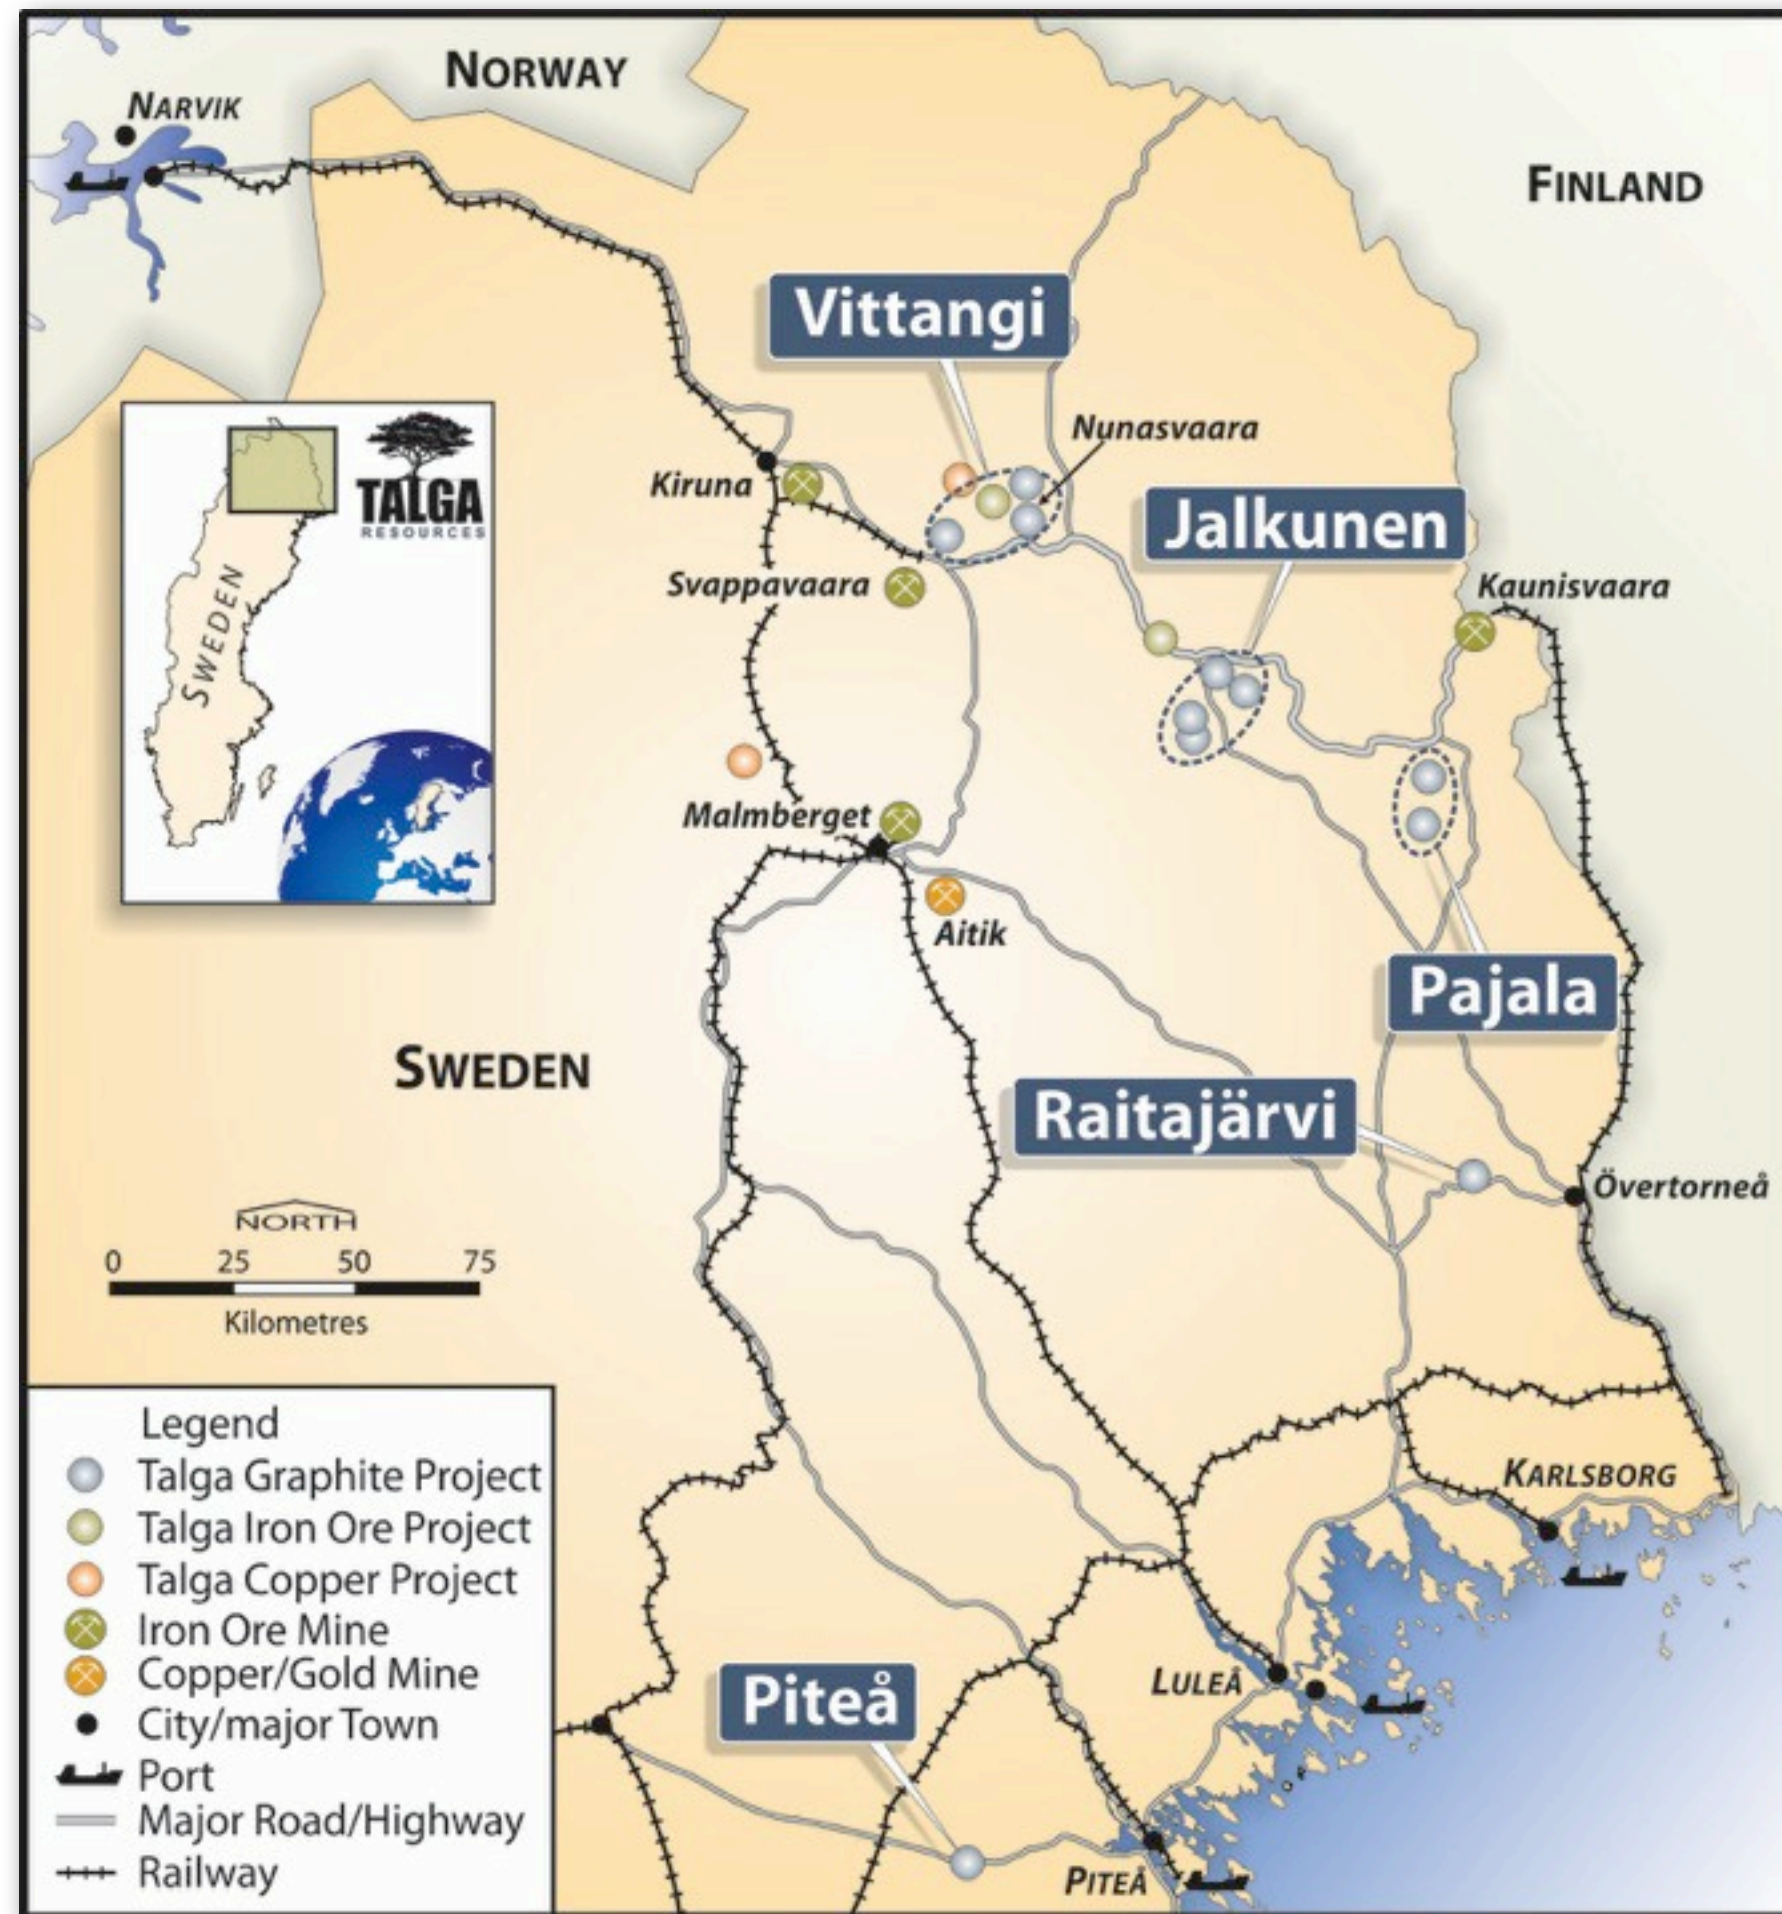 NORWAY
NARVIK
FINLAND
Vittangi
Nunasvaara
Kiruna
Jalkunen
TALGA
RESOURCES
Svappavaara
Kaunisvaara
SWEDEN
Malmberget
Aitik
Pajala
SWEDEN
Raitajärvi
Övertorneå
NORTH
0 25 50 75
Kilometres
Legend
Talga Graphite Project
Talga Iron Ore Project
Talga Copper Project
Iron Ore Mine
Copper/Gold Mine
City/major Town
Port
Major Road/Highway
Railway
KARLSBORG
LULEÅ
Piteå
PITEÅ